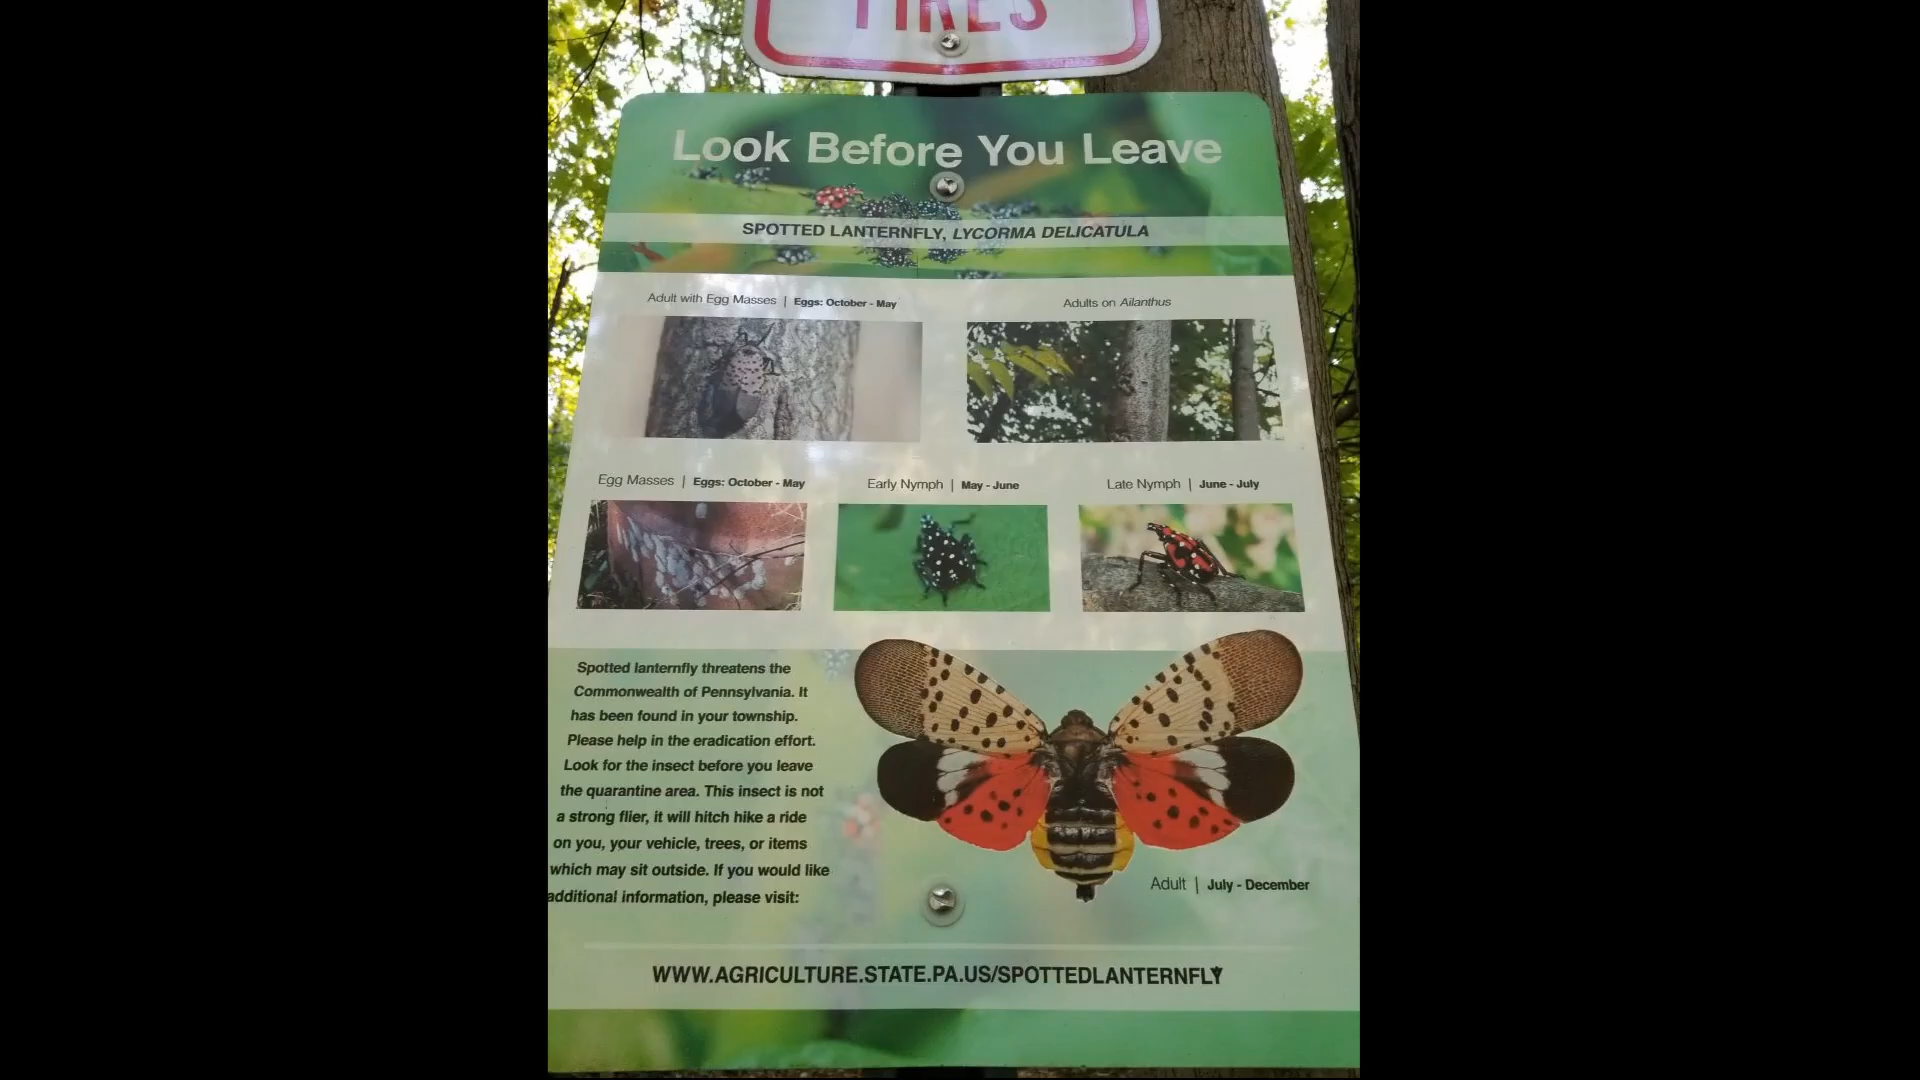 FIRES
Look Before You Leave
SPOTTED LANTERNFLY, LYCORMA DELICATULA
Adult with Egg Masses | Eggs: October - May
Adults on Ailanthus
Egg Masses | Eggs: October - May
Early Nymph | May - June
Late Nymph | June - July
Spotted lanternfly threatens the
Commonwealth of Pennsylvania. It
has been found in your township.
Please help in the eradication effort.
Look for the insect before you leave
the quarantine area. This insect is not
a strong flier, it will hitch hike a ride
on you, your vehicle, trees, or items
which may sit outside. If you would like
additional information, please visit:
Adult | July - December
WWW.AGRICULTURE.STATE.PA.US/SPOTTEDLANTERNFLY